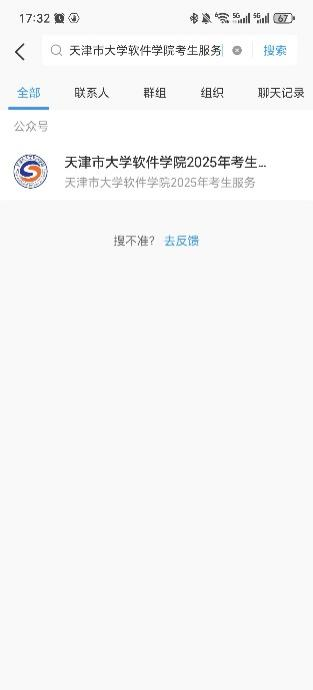 17:32
67
天津市大学软件学院考生服务
搜索
全部
联系人
群组
组织
聊天记录
公众号
天津市大学软件学院2025年考生...
天津市大学软件学院2025年考生服务
搜不准? 去反馈